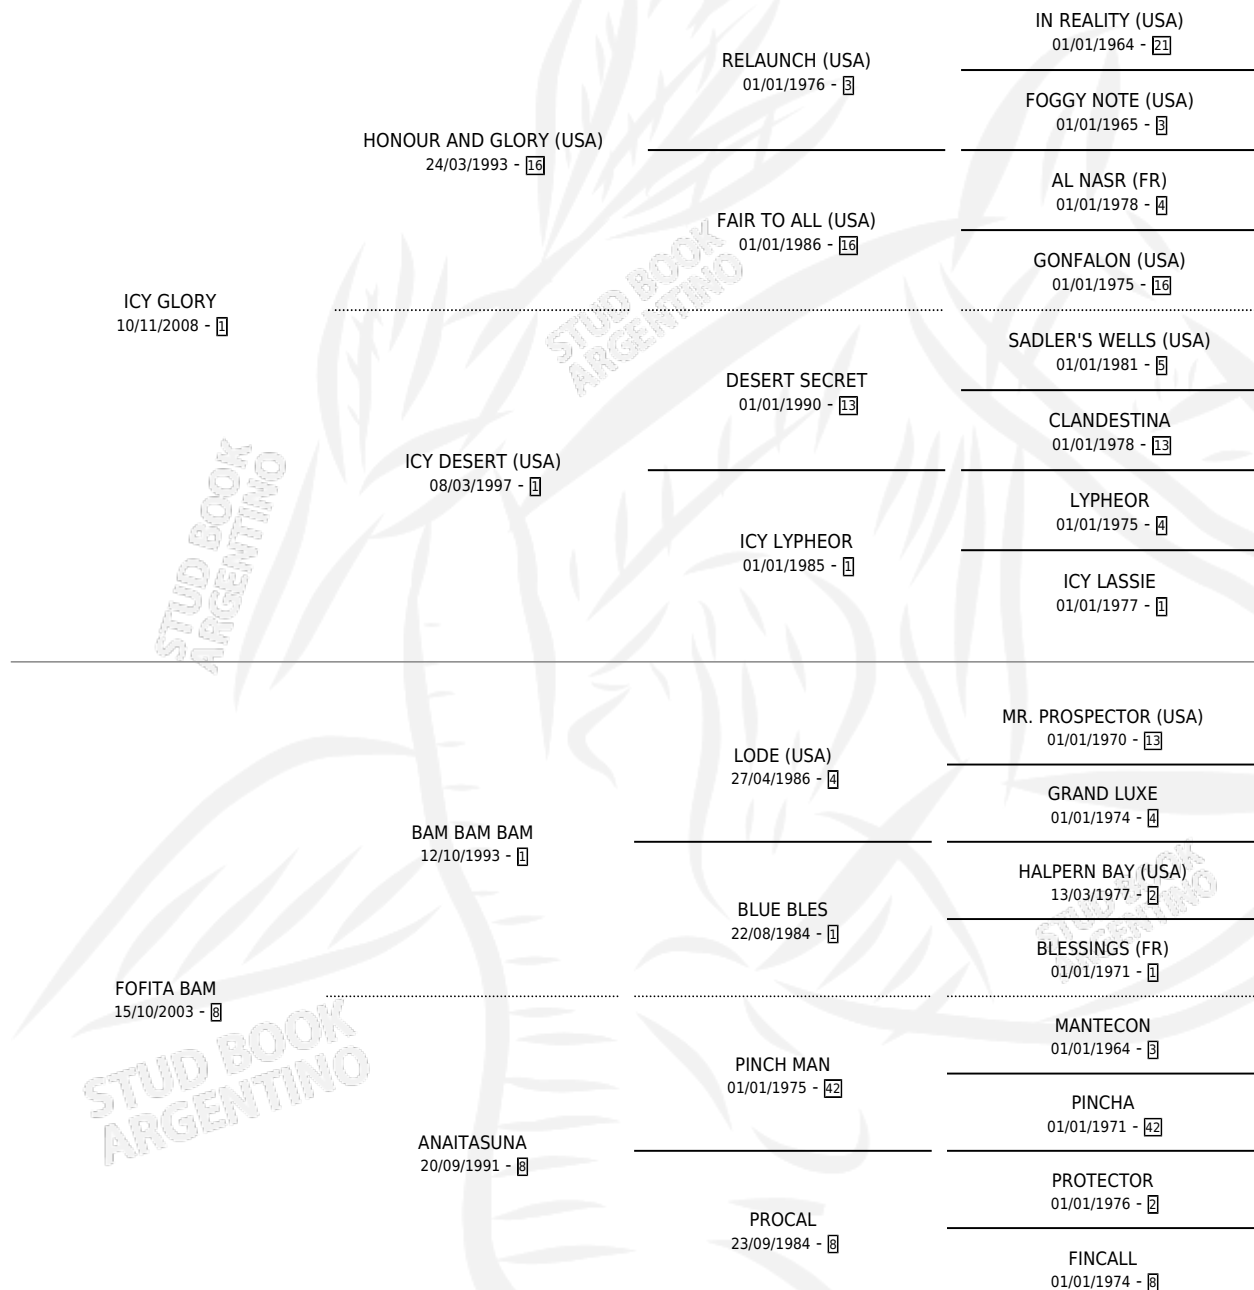 IN REALITY (USA)
01/01/1964 - 21
RELAUNCH (USA)
01/01/1976 - 3
FOGGY NOTE (USA)
01/01/1965 - 3
HONOUR AND GLORY (USA)
24/03/1993 - 16
AL NASR (FR)
01/01/1978 - 4
FAIR TO ALL (USA)
01/01/1986 - 16
GONFALON (USA)
01/01/1975 - 16
ICY GLORY
10/11/2008 - 1
SADLER'S WELLS (USA)
01/01/1981 - 5
DESERT SECRET
01/01/1990 - 13
CLANDESTINA
01/01/1978 - 13
ICY DESERT (USA)
08/03/1997 - 1
LYPHEOR
01/01/1975 - 4
ICY LYPHEOR
01/01/1985 - 1
ICY LASSIE
01/01/1977 - 1
MR. PROSPECTOR (USA)
01/01/1970 - 13
LODE (USA)
27/04/1986 - 4
GRAND LUXE
01/01/1974 - 4
BAM BAM BAM
12/10/1993 - 1
HALPERN BAY (USA)
13/03/1977 - 2
BLUE BLES
22/08/1984 - 1
BLESSINGS (FR)
01/01/1971 - 1
FOFITA BAM
15/10/2003 - 8
MANTECON
01/01/1964 - 3
PINCH MAN
01/01/1975 - 42
PINCHA
01/01/1971 - 42
ANAITASUNA
20/09/1991 - 8
PROTECTOR
01/01/1976 - 2
PROCAL
23/09/1984 - 8
FINCALL
01/01/1974 - 8
STUD BOOK
ARGENTINO
STUD BOOK
ARGENTINO
STUD BOOK
ARGENTINO
STUD BOOK
ARGENTINO